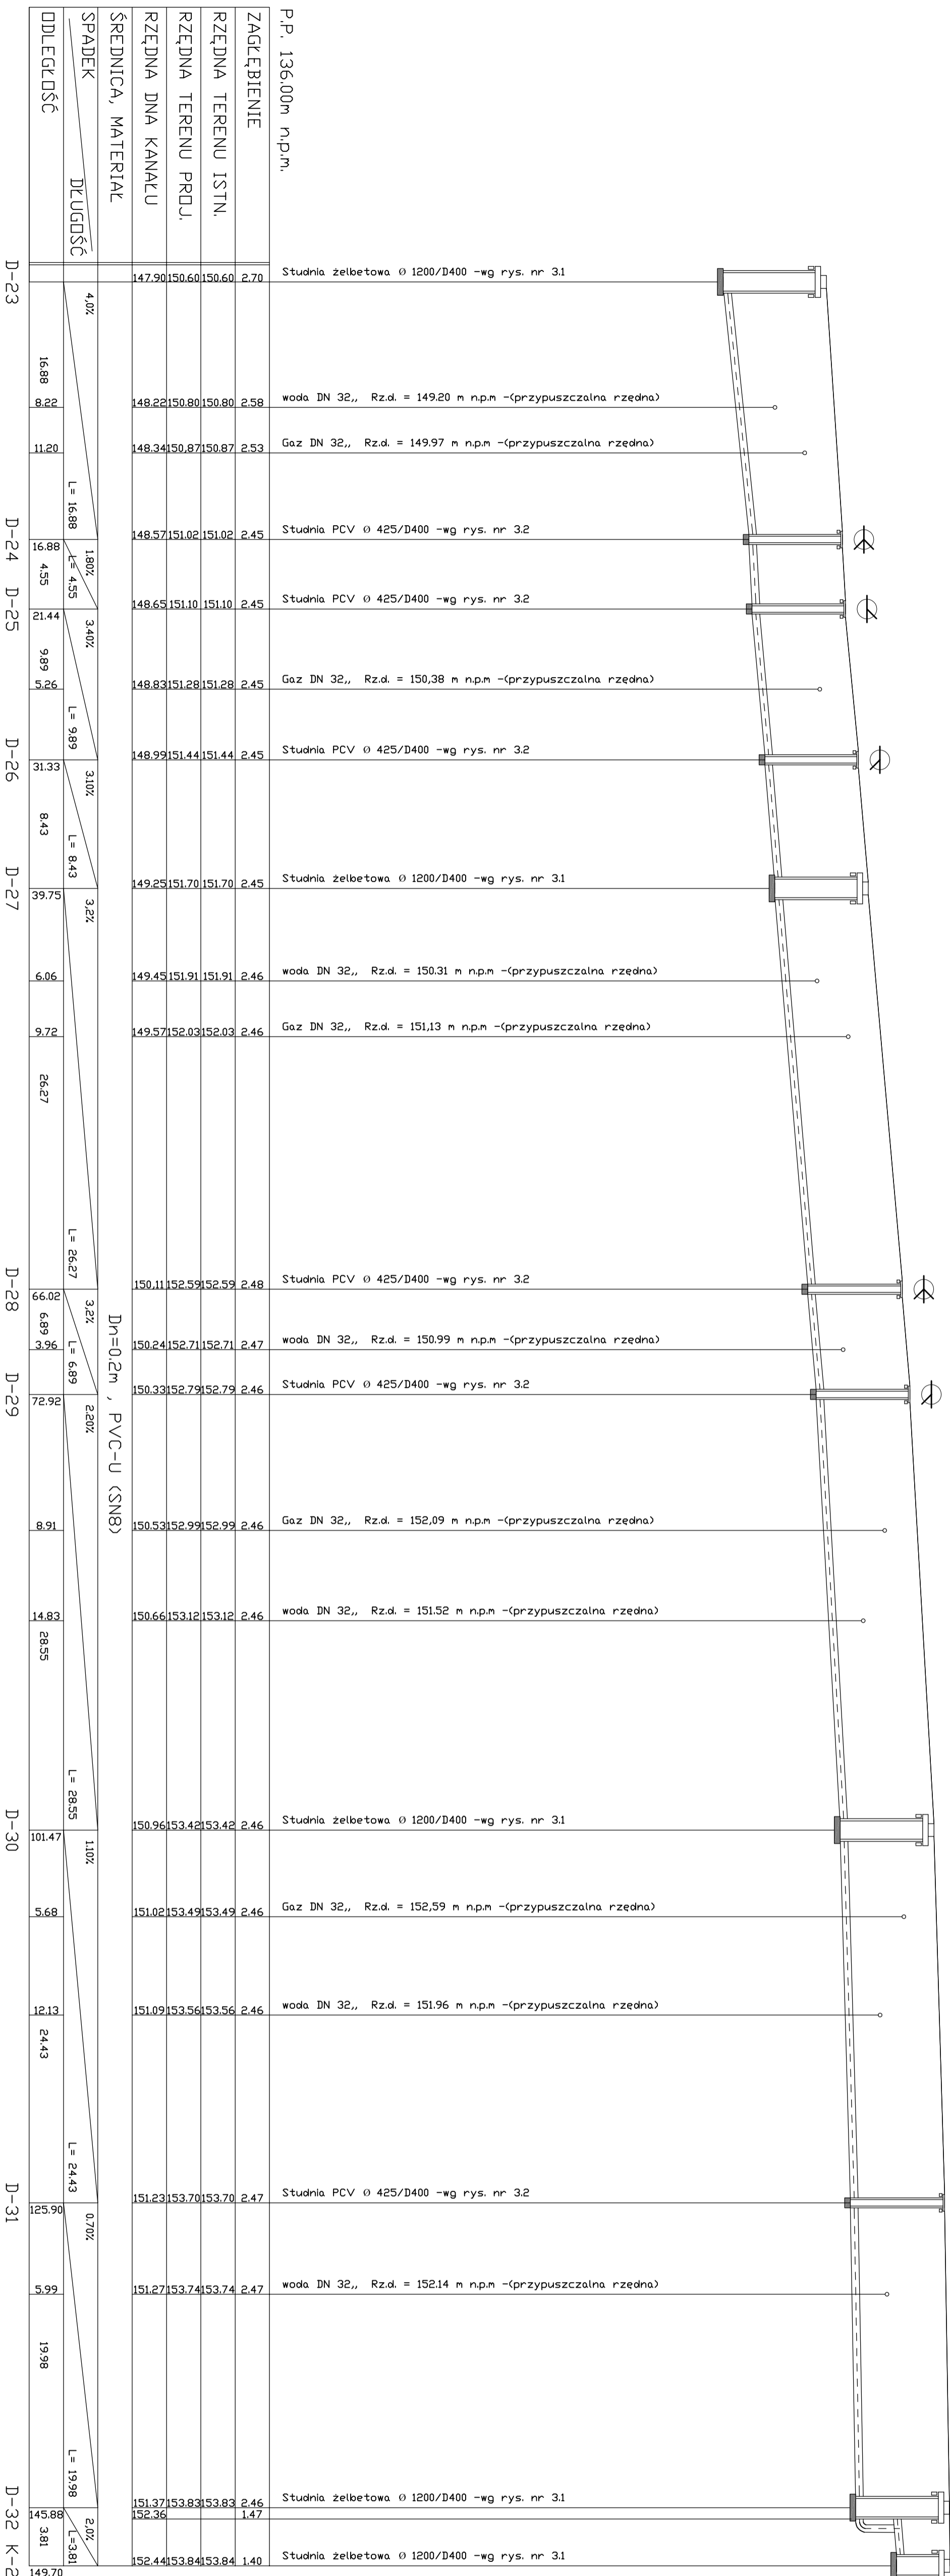 P.P. 136.00m n.p.m.
ZAGŁĘBIENIE
RZĘDNA TERENU ISTN.
RZĘDNA TERENU PROJ.
RZĘDNA DNA KANAŁU
ŚREDNICA, MATERIAŁ
SPADEK
DŁUGOŚĆ
ODLEGŁOŚĆ
Dn=0.2m , PVC-U (SN8)
D-23
147.90 150.60 150.60 2.70 Studnia żelbetowa Ø 1200/D400 -wg rys. nr 3.1
4,0%
16.88
8.22 148.22 150.80 150.80 2.58 woda DN 32,, Rz.d. = 149.20 m n.p.m -(przypuszczalna rzędna)
11.20 148.34 150,87 150.87 2.53 Gaz DN 32,, Rz.d. = 149.97 m n.p.m -(przypuszczalna rzędna)
L= 16.88
D-24
16.88 148.57 151.02 151.02 2.45 Studnia PCV Ø 425/D400 -wg rys. nr 3.2
1.80%
4.55
L= 4.55
D-25
21.44 148.65 151.10 151.10 2.45 Studnia PCV Ø 425/D400 -wg rys. nr 3.2
3.40%
9.89
5.26 148.83 151.28 151.28 2.45 Gaz DN 32,, Rz.d. = 150,38 m n.p.m -(przypuszczalna rzędna)
L= 9.89
D-26
31.33 148.99 151.44 151.44 2.45 Studnia PCV Ø 425/D400 -wg rys. nr 3.2
3.10%
8.43
L= 8.43
D-27
39.75 149.25 151.70 151.70 2.45 Studnia żelbetowa Ø 1200/D400 -wg rys. nr 3.1
3,2%
6.06 149.45 151.91 151.91 2.46 woda DN 32,, Rz.d. = 150.31 m n.p.m -(przypuszczalna rzędna)
9.72 149.57 152.03 152.03 2.46 Gaz DN 32,, Rz.d. = 151,13 m n.p.m -(przypuszczalna rzędna)
26.27
L= 26.27
D-28
66.02 150,11 152.59 152.59 2.48 Studnia PCV Ø 425/D400 -wg rys. nr 3.2
3,2%
6.89
3.96 150.24 152.71 152.71 2.47 woda DN 32,, Rz.d. = 150.99 m n.p.m -(przypuszczalna rzędna)
L= 6.89
D-29
72.92 150.33 152.79 152.79 2.46 Studnia PCV Ø 425/D400 -wg rys. nr 3.2
2.20%
8.91 150.53 152.99 152.99 2.46 Gaz DN 32,, Rz.d. = 152,09 m n.p.m -(przypuszczalna rzędna)
14.83 150.66 153.12 153.12 2.46 woda DN 32,, Rz.d. = 151.52 m n.p.m -(przypuszczalna rzędna)
28.55
L= 28.55
D-30
101.47 150.96 153.42 153.42 2.46 Studnia żelbetowa Ø 1200/D400 -wg rys. nr 3.1
1.10%
5.68 151.02 153.49 153.49 2.46 Gaz DN 32,, Rz.d. = 152,59 m n.p.m -(przypuszczalna rzędna)
12.13 151.09 153.56 153.56 2.46 woda DN 32,, Rz.d. = 151.96 m n.p.m -(przypuszczalna rzędna)
24.43
L= 24.43
D-31
125.90 151.23 153.70 153.70 2.47 Studnia PCV Ø 425/D400 -wg rys. nr 3.2
0.70%
5.99 151.27 153.74 153.74 2.47 woda DN 32,, Rz.d. = 152.14 m n.p.m -(przypuszczalna rzędna)
19.98
L= 19.98
D-32
145.88 151.37 153.83 153.83 2.46 Studnia żelbetowa Ø 1200/D400 -wg rys. nr 3.1
152.36 1.47
2,0%
3.81
L=3.81
K-2
149.70 152.44 153.84 153.84 1.40 Studnia żelbetowa Ø 1200/D400 -wg rys. nr 3.1